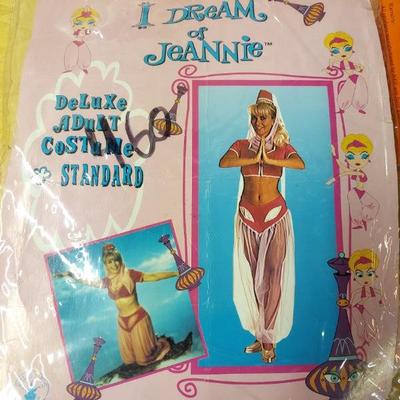 I DREAM
of
JEANNIE™
DELUXE
ADULT
COSTUME
STANDARD